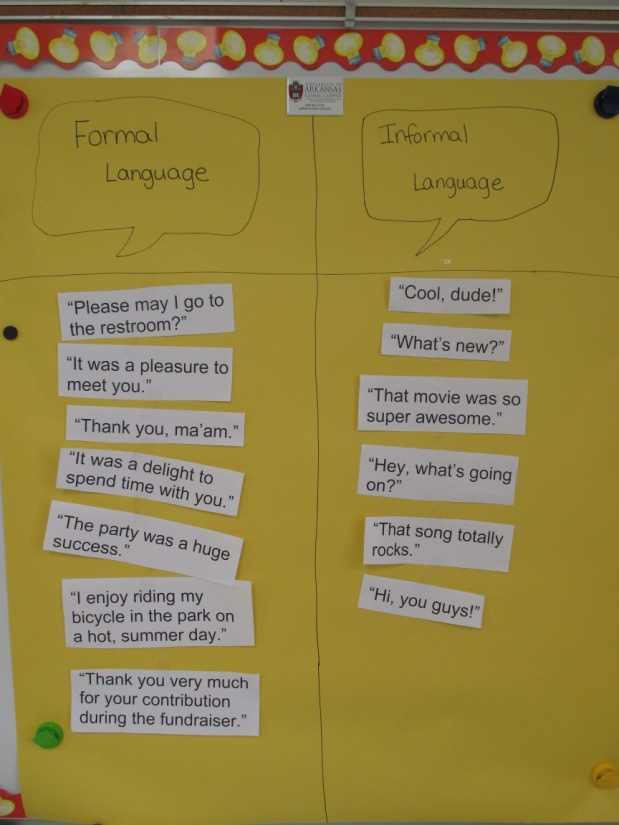 UNIVERSITY OF
ARKANSAS
Formal
Language
Informal
Language
“Please may I go to
the restroom?”
“It was a pleasure to
meet you.”
“Thank you, ma’am.”
“It was a delight to
spend time with you.”
“The party was a huge
success.”
“I enjoy riding my
bicycle in the park on
a hot, summer day.”
“Thank you very much
for your contribution
during the fundraiser.”
“Cool, dude!”
“What’s new?”
“That movie was so
super awesome.”
“Hey, what’s going
on?”
“That song totally
rocks.”
“Hi, you guys!”